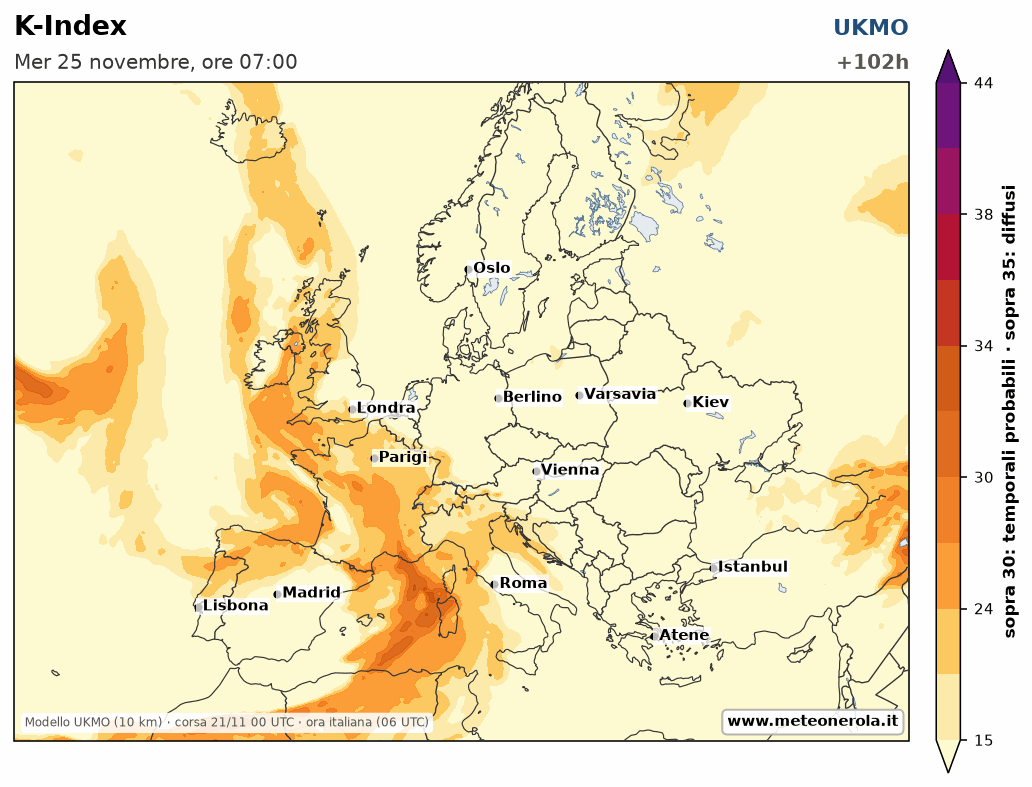 K-Index
UKMO
Mer 25 novembre, ore 07:00
+102h
44
38
34
30
24
15
sopra 30: temporali probabili · sopra 35: diffusi
Oslo
Berlino
Varsavia
Kiev
Londra
Parigi
Vienna
Istanbul
Roma
Madrid
Lisbona
Atene
Modello UKMO (10 km) · corsa 21/11 00 UTC · ora italiana (06 UTC)
www.meteonerola.it